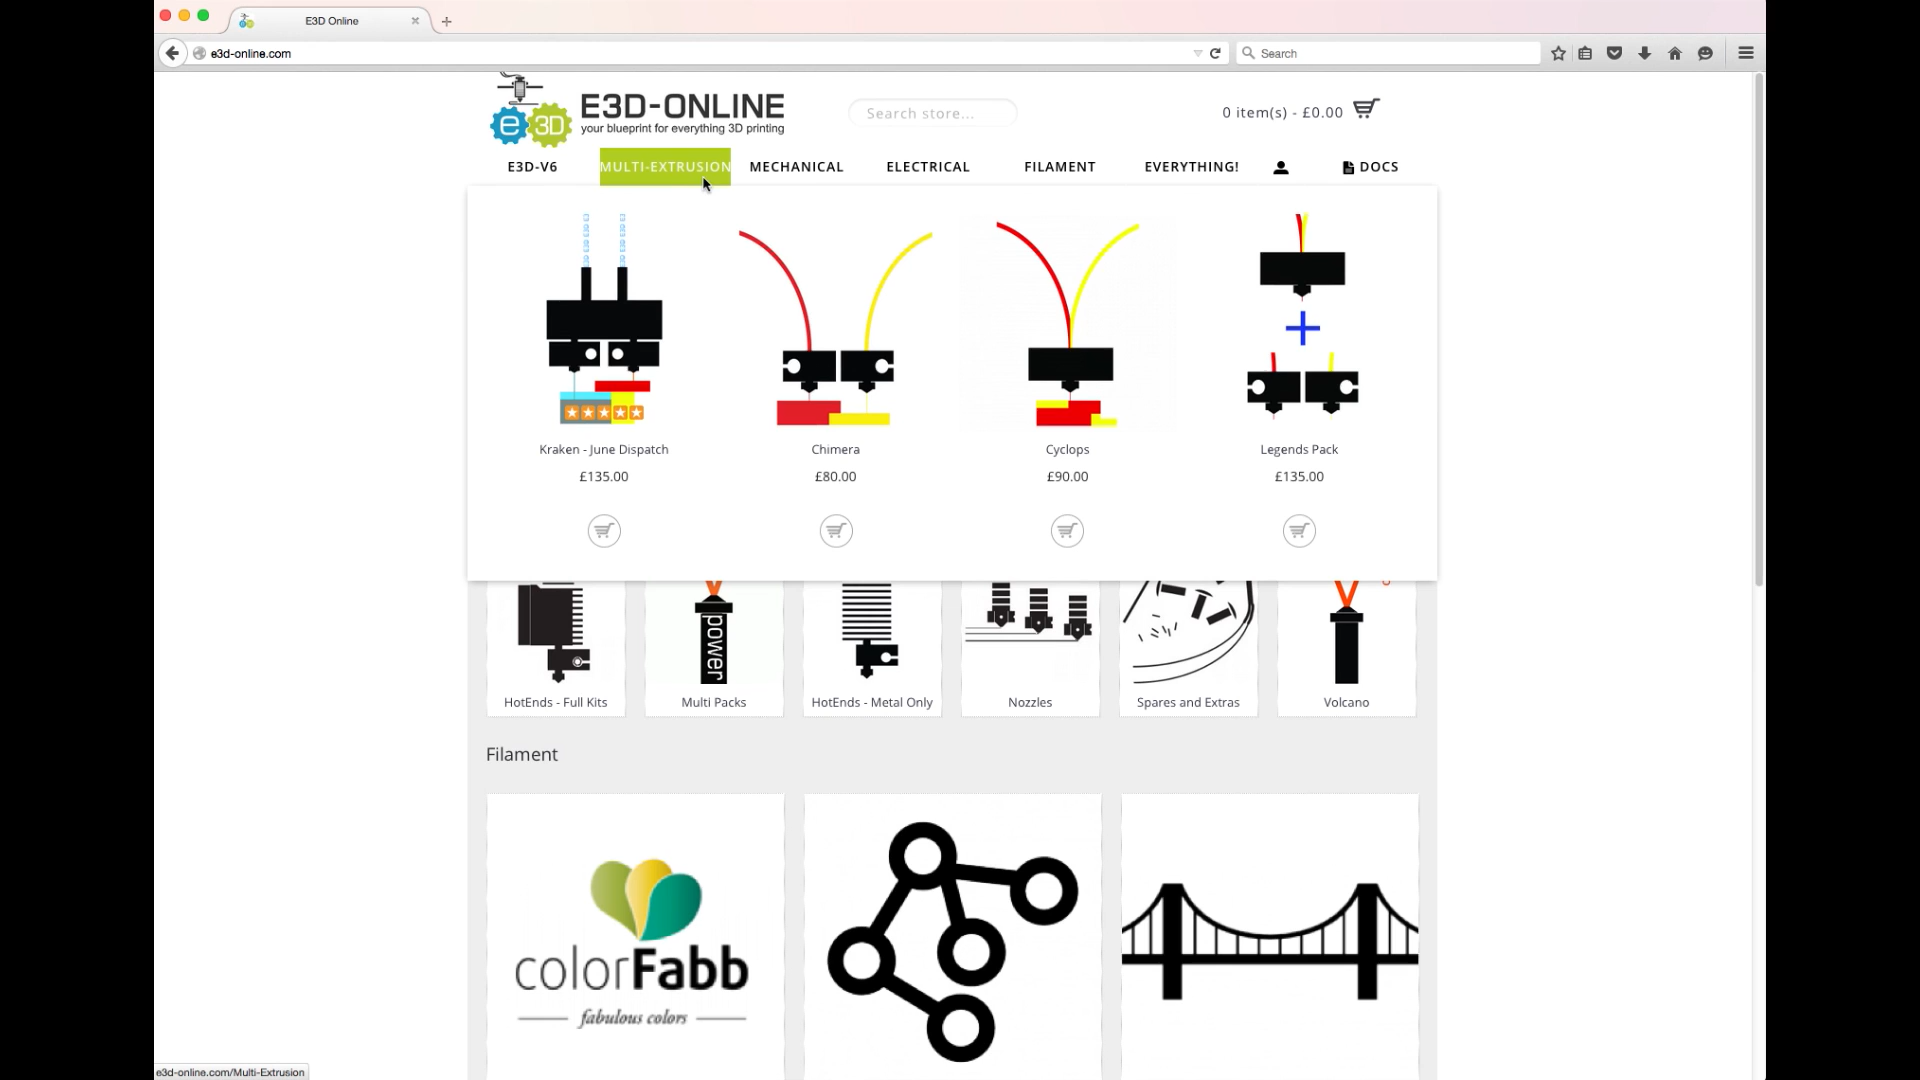 E3D Online
e3d-online.com
Search
e3D
E3D-ONLINE
your blueprint for everything 3D printing
Search store...
0 item(s) - £0.00
E3D-V6
MULTI-EXTRUSION
MECHANICAL
ELECTRICAL
FILAMENT
EVERYTHING!
DOCS
Kraken - June Dispatch
Chimera
Cyclops
Legends Pack
£135.00
£80.00
£90.00
£135.00
power
HotEnds - Full Kits
Multi Packs
HotEnds - Metal Only
Nozzles
Spares and Extras
Volcano
Filament
colorFabb
fabulous colors
e3d-online.com/Multi-Extrusion